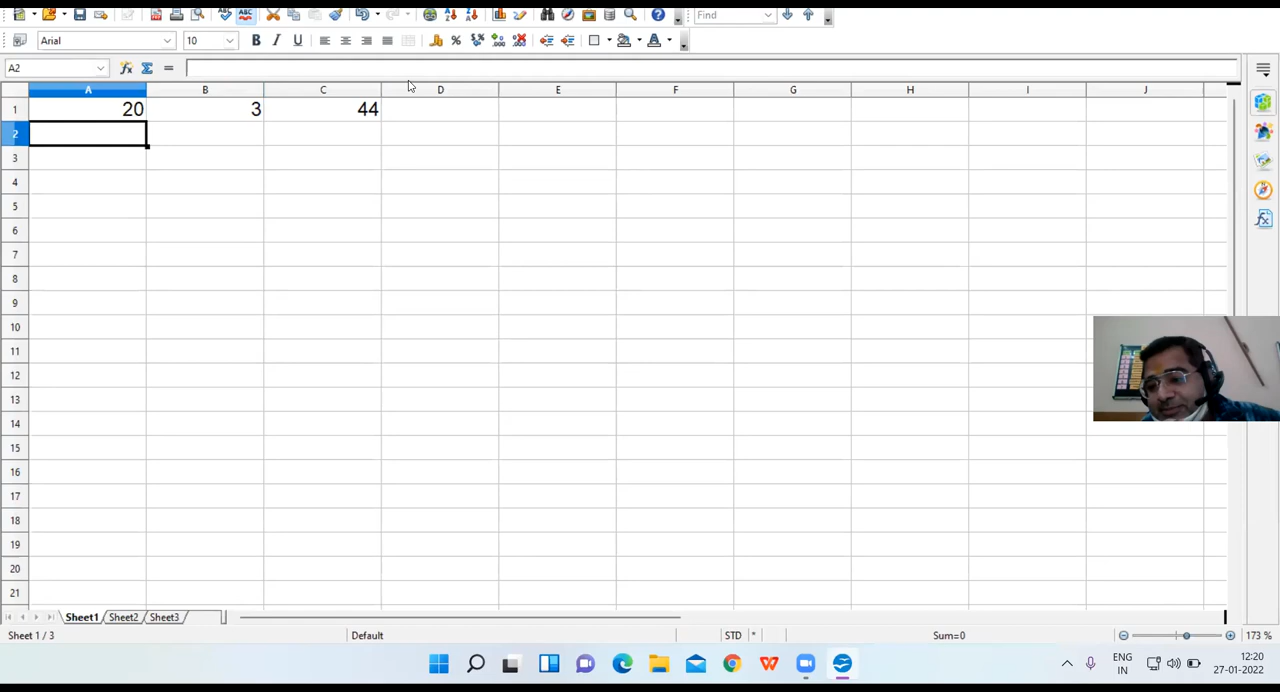 Find
Arial 10
A2
A B C D E F G H I J
1 20 3 44
2
3
4
5
6
7
8
9
10
11
12
13
14
15
16
17
18
19
20
21
Sheet1 Sheet2 Sheet3
Sheet 1 / 3 Default STD * Sum=0 173 %
ENG 12:20
IN 27-01-2022